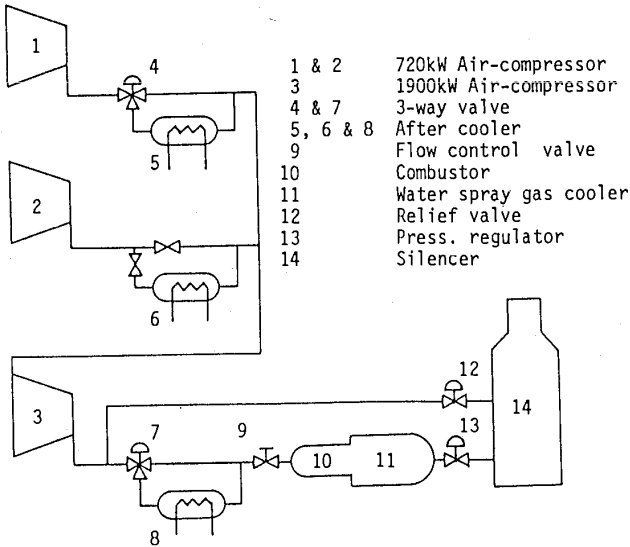 1 & 2 720kW Air-compressor
3 1900kW Air-compressor
4 & 7 3-way valve
5, 6 & 8 After cooler
9 Flow control valve
10 Combustor
11 Water spray gas cooler
12 Relief valve
13 Press. regulator
14 Silencer
1
4
5
2
6
3
7
8
9
10
11
12
13
14